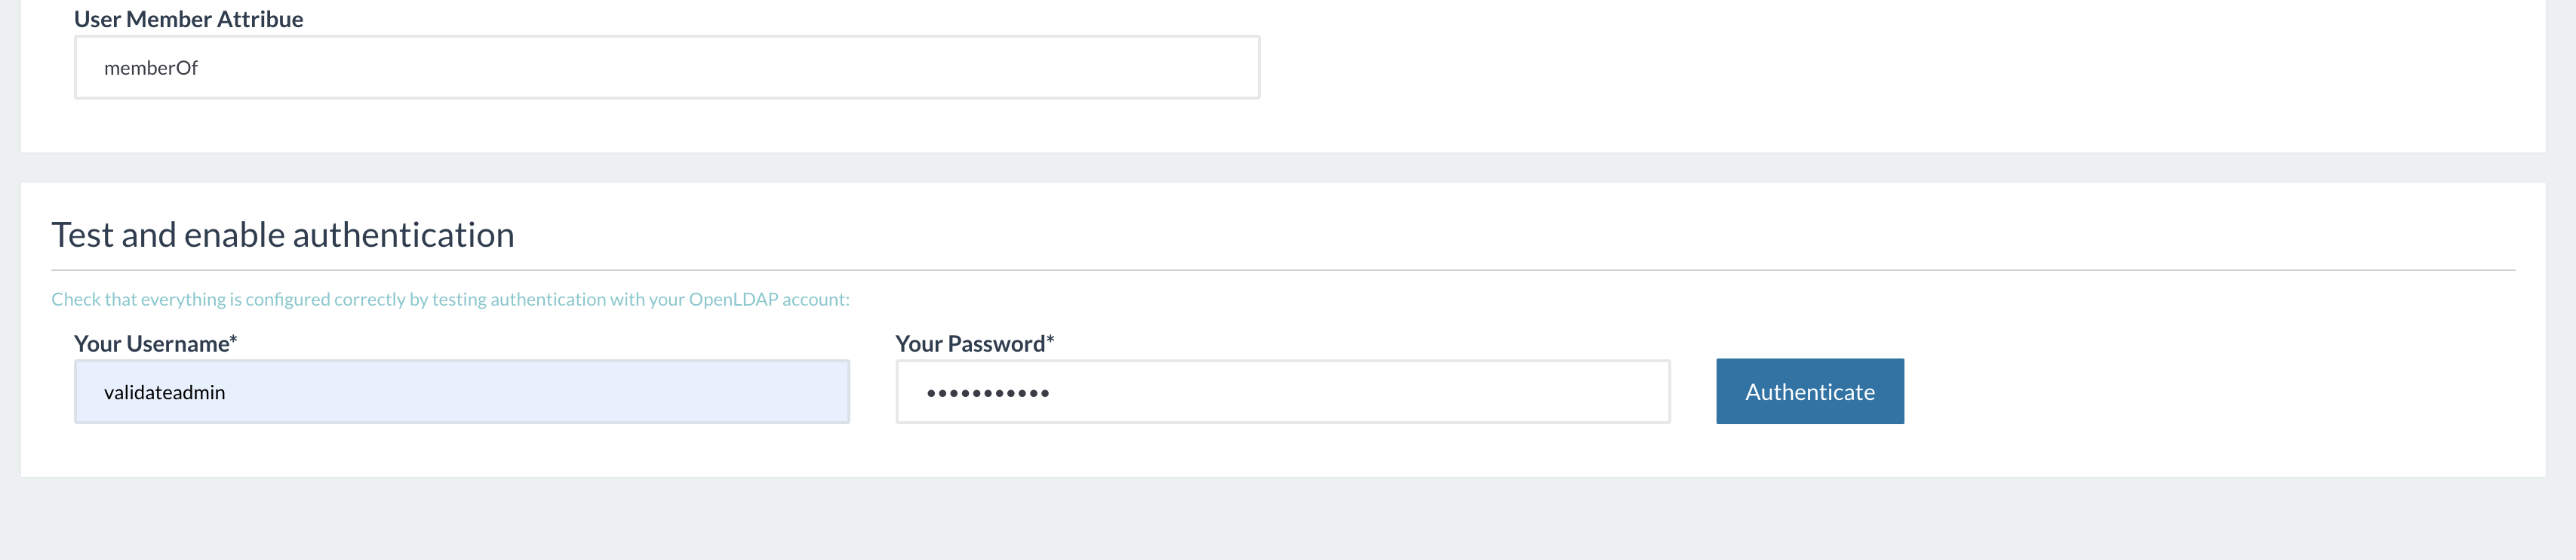 User Member Attribue
memberOf
Test and enable authentication
Check that everything is configured correctly by testing authentication with your OpenLDAP account:
Your Username*
Your Password*
validateadmin
•••••••••••
Authenticate